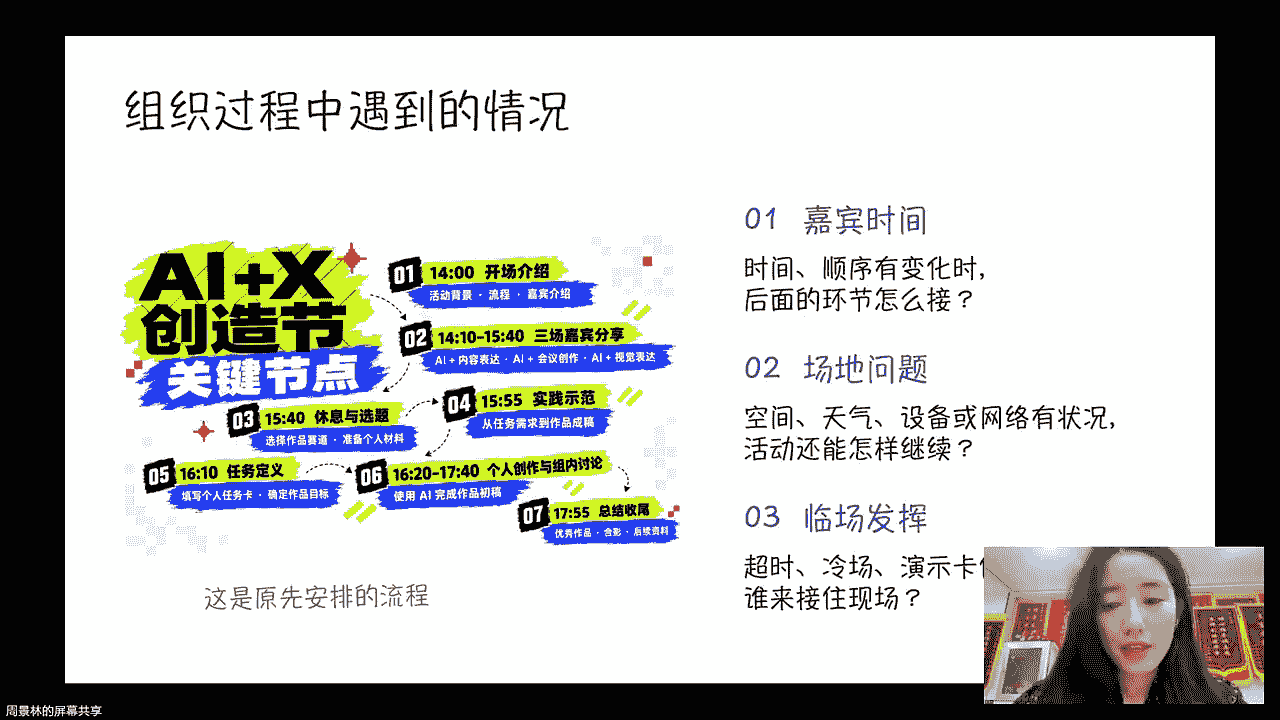 组织过程中遇到的情况
AI+X
创造节
关键节点
01 14:00 开场介绍
活动背景 · 流程 · 嘉宾介绍
02 14:10-15:40 三场嘉宾分享
AI + 内容表达 · AI + 会议创作 · AI + 视觉表达
03 15:40 休息与选题
选择作品赛道 · 准备个人材料
04 15:55 实践示范
从任务需求到作品成稿
05 16:10 任务定义
填写个人任务卡 · 确定作品目标
06 16:20-17:40 个人创作与组内讨论
使用 AI 完成作品初稿
07 17:55 总结收尾
优秀作品 · 合影 · 后续资料
这是原先安排的流程
01 嘉宾时间
时间、顺序有变化时，
后面的环节怎么接？
02 场地问题
空间、天气、设备或网络有状况，
活动还能怎样继续？
03 临场发挥
超时、冷场、演示卡
谁来接住现场？
周景林的屏幕共享